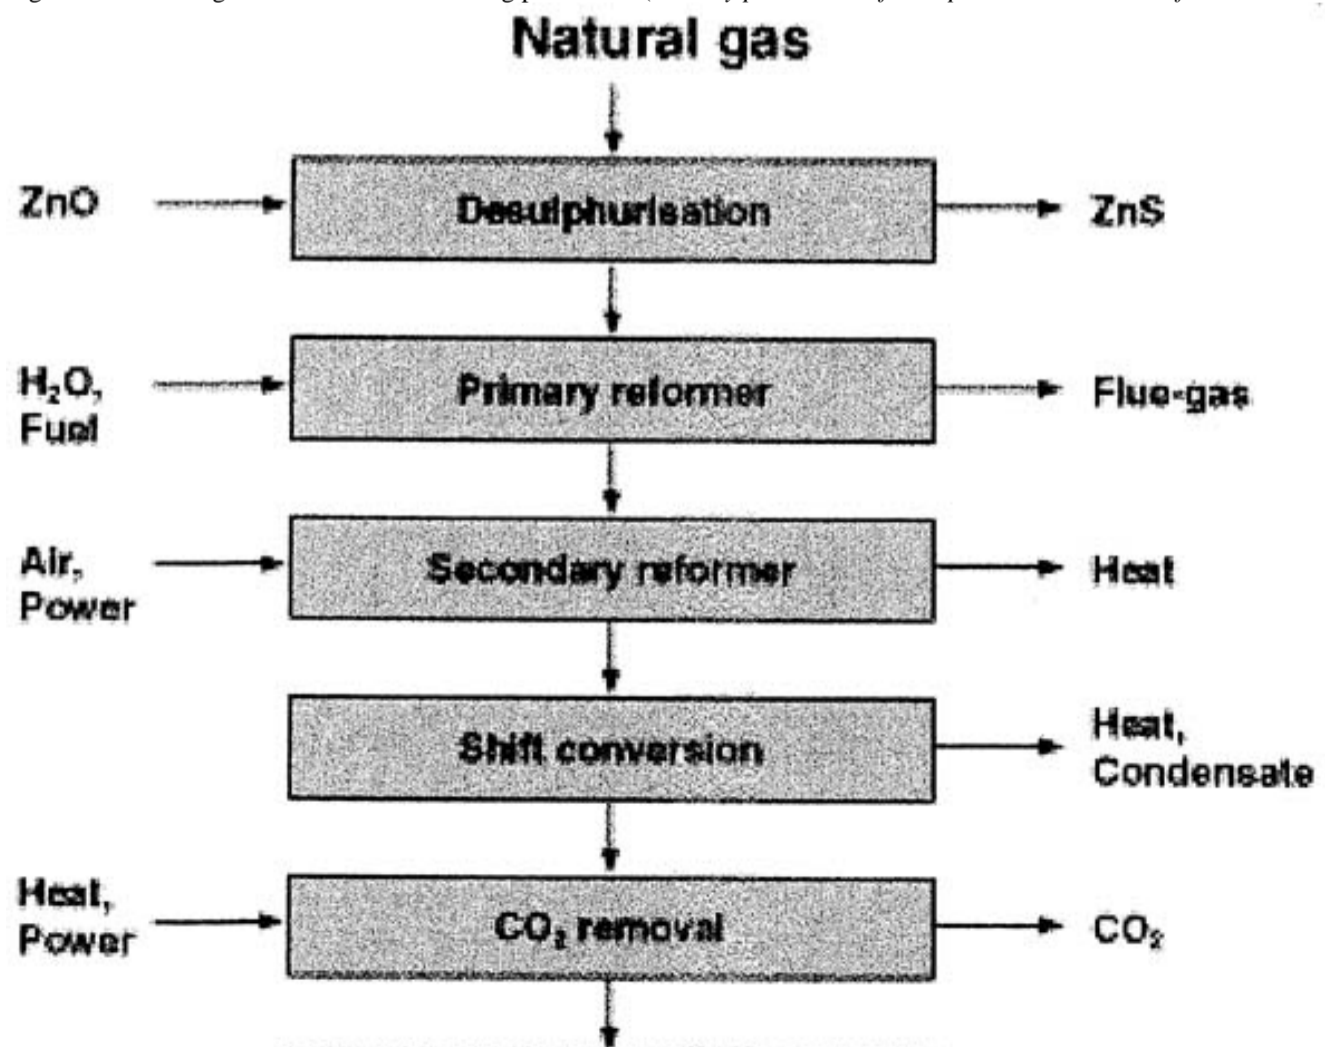 Natural gas
ZnO
Desulphurisation
ZnS
H₂O,
Fuel
Primary reformer
Flue-gas
Air,
Power
Secondary reformer
Heat
Shift conversion
Heat,
Condensate
Heat,
Power
CO₂ removal
CO₂